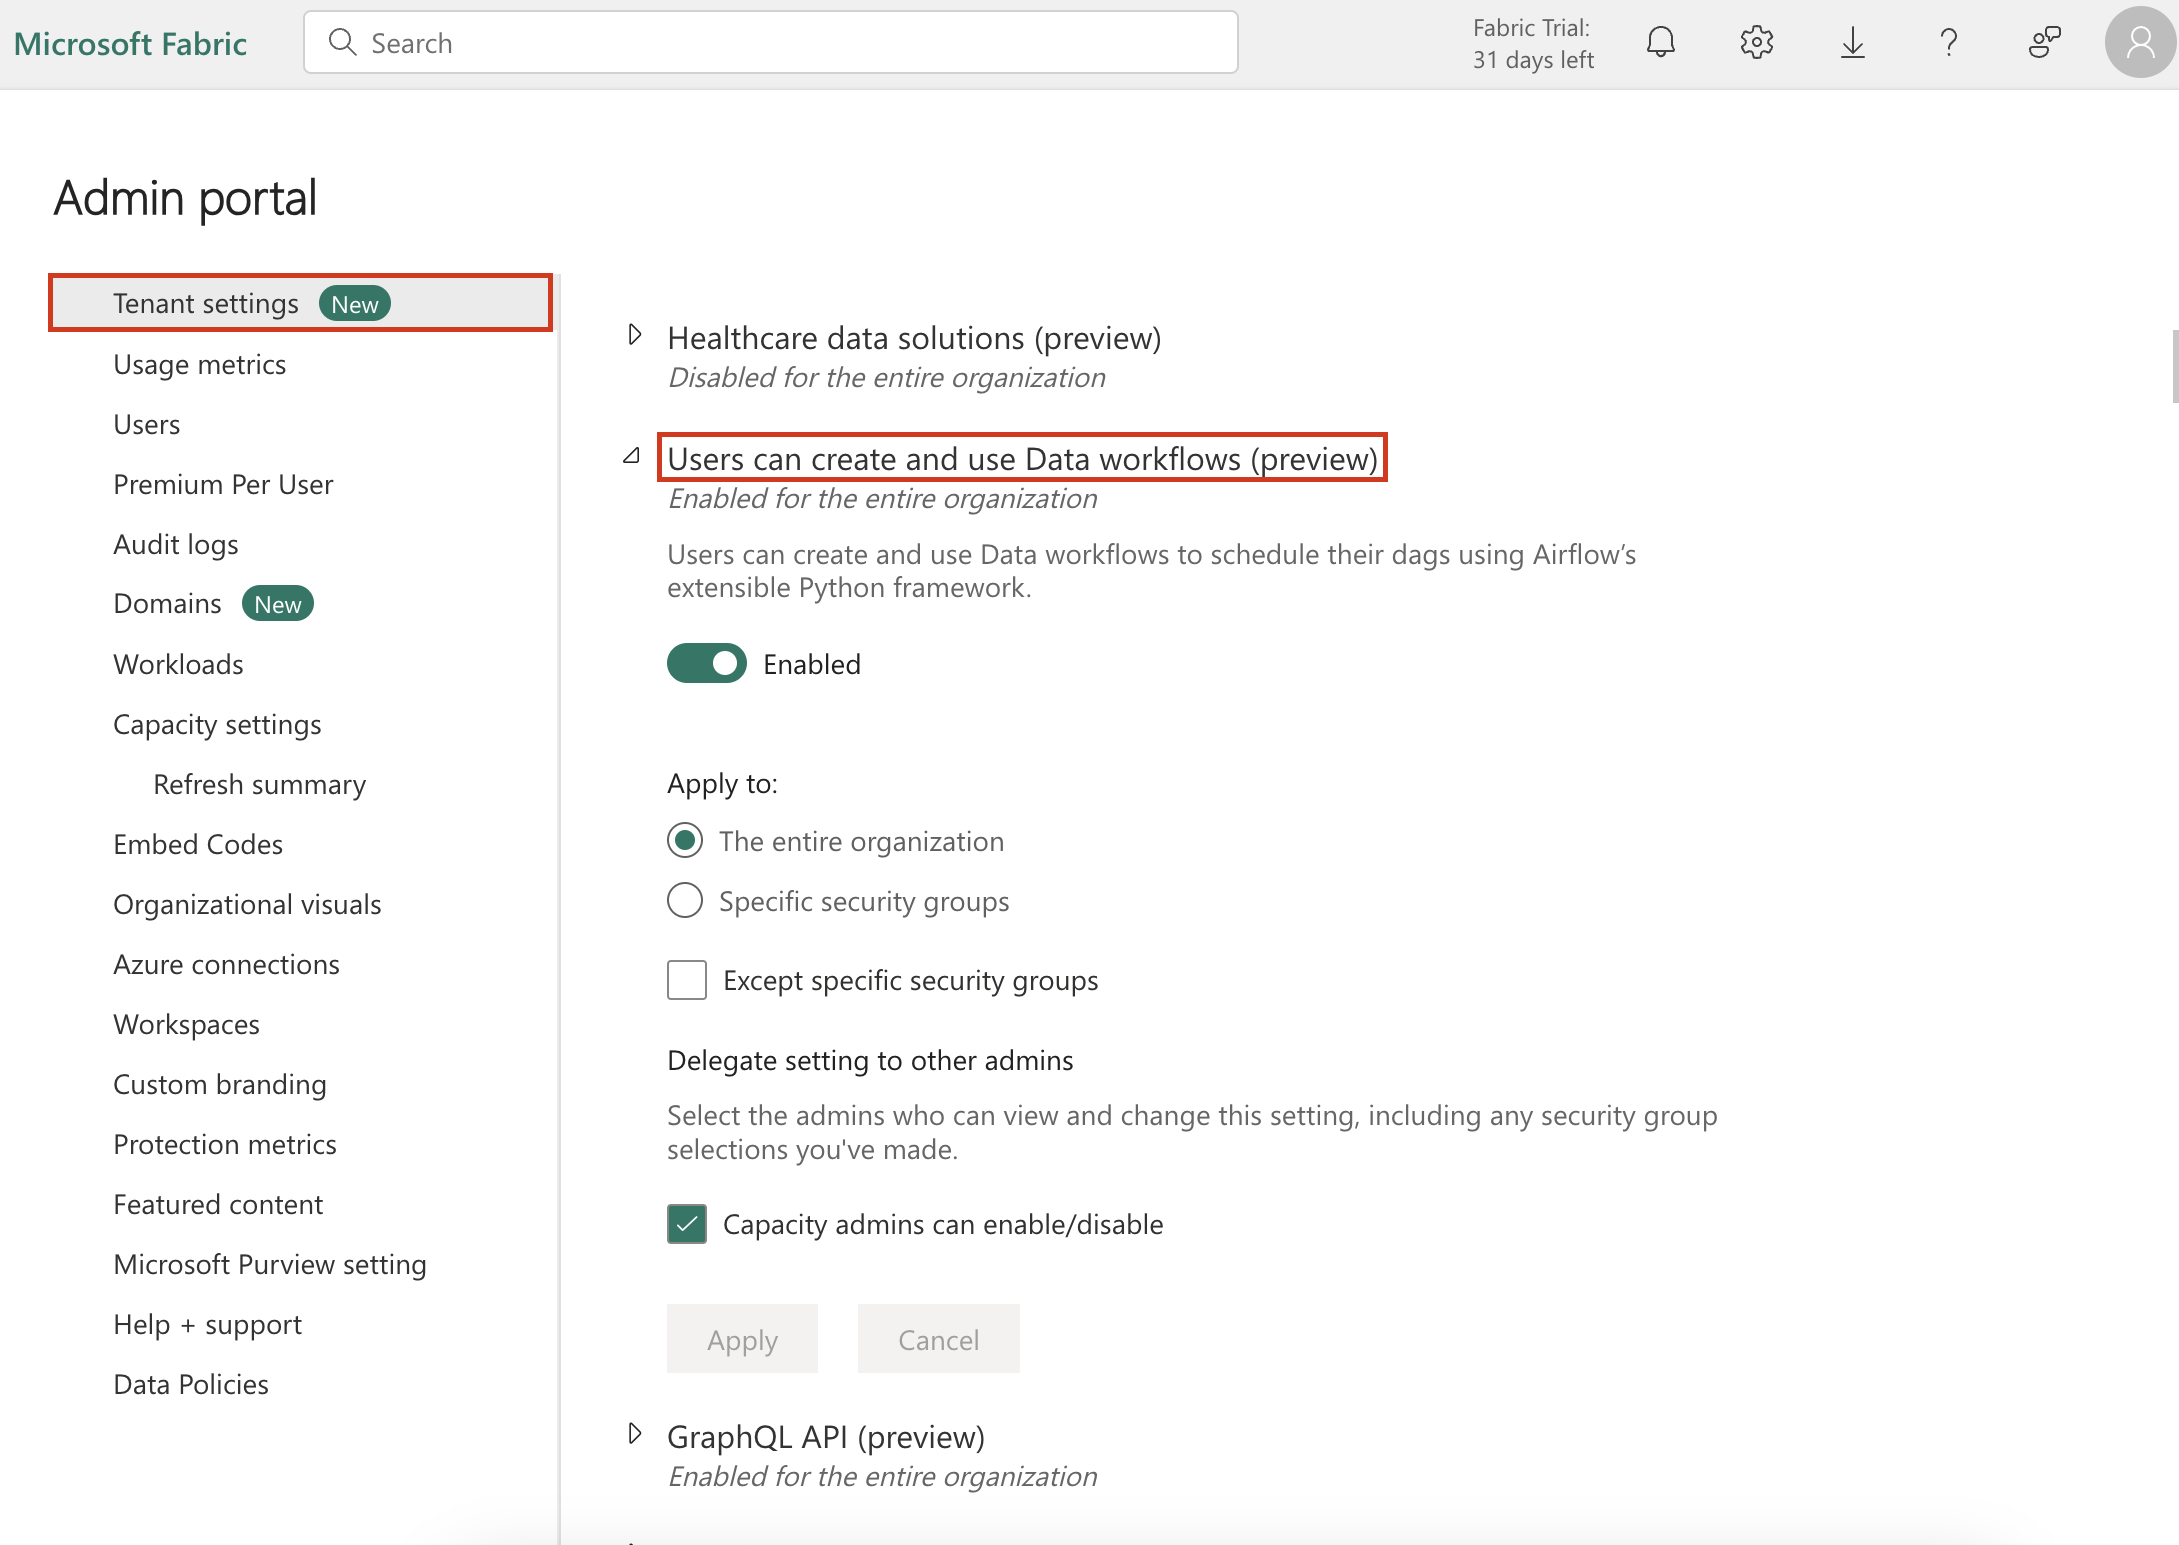 Microsoft Fabric
Search
Fabric Trial:
31 days left
Admin portal
Tenant settings New
Usage metrics
Users
Premium Per User
Audit logs
Domains New
Workloads
Capacity settings
Refresh summary
Embed Codes
Organizational visuals
Azure connections
Workspaces
Custom branding
Protection metrics
Featured content
Microsoft Purview setting
Help + support
Data Policies
Healthcare data solutions (preview)
Disabled for the entire organization
Users can create and use Data workflows (preview)
Enabled for the entire organization
Users can create and use Data workflows to schedule their dags using Airflow’s
extensible Python framework.
Enabled
Apply to:
The entire organization
Specific security groups
Except specific security groups
Delegate setting to other admins
Select the admins who can view and change this setting, including any security group
selections you've made.
Capacity admins can enable/disable
Apply Cancel
GraphQL API (preview)
Enabled for the entire organization